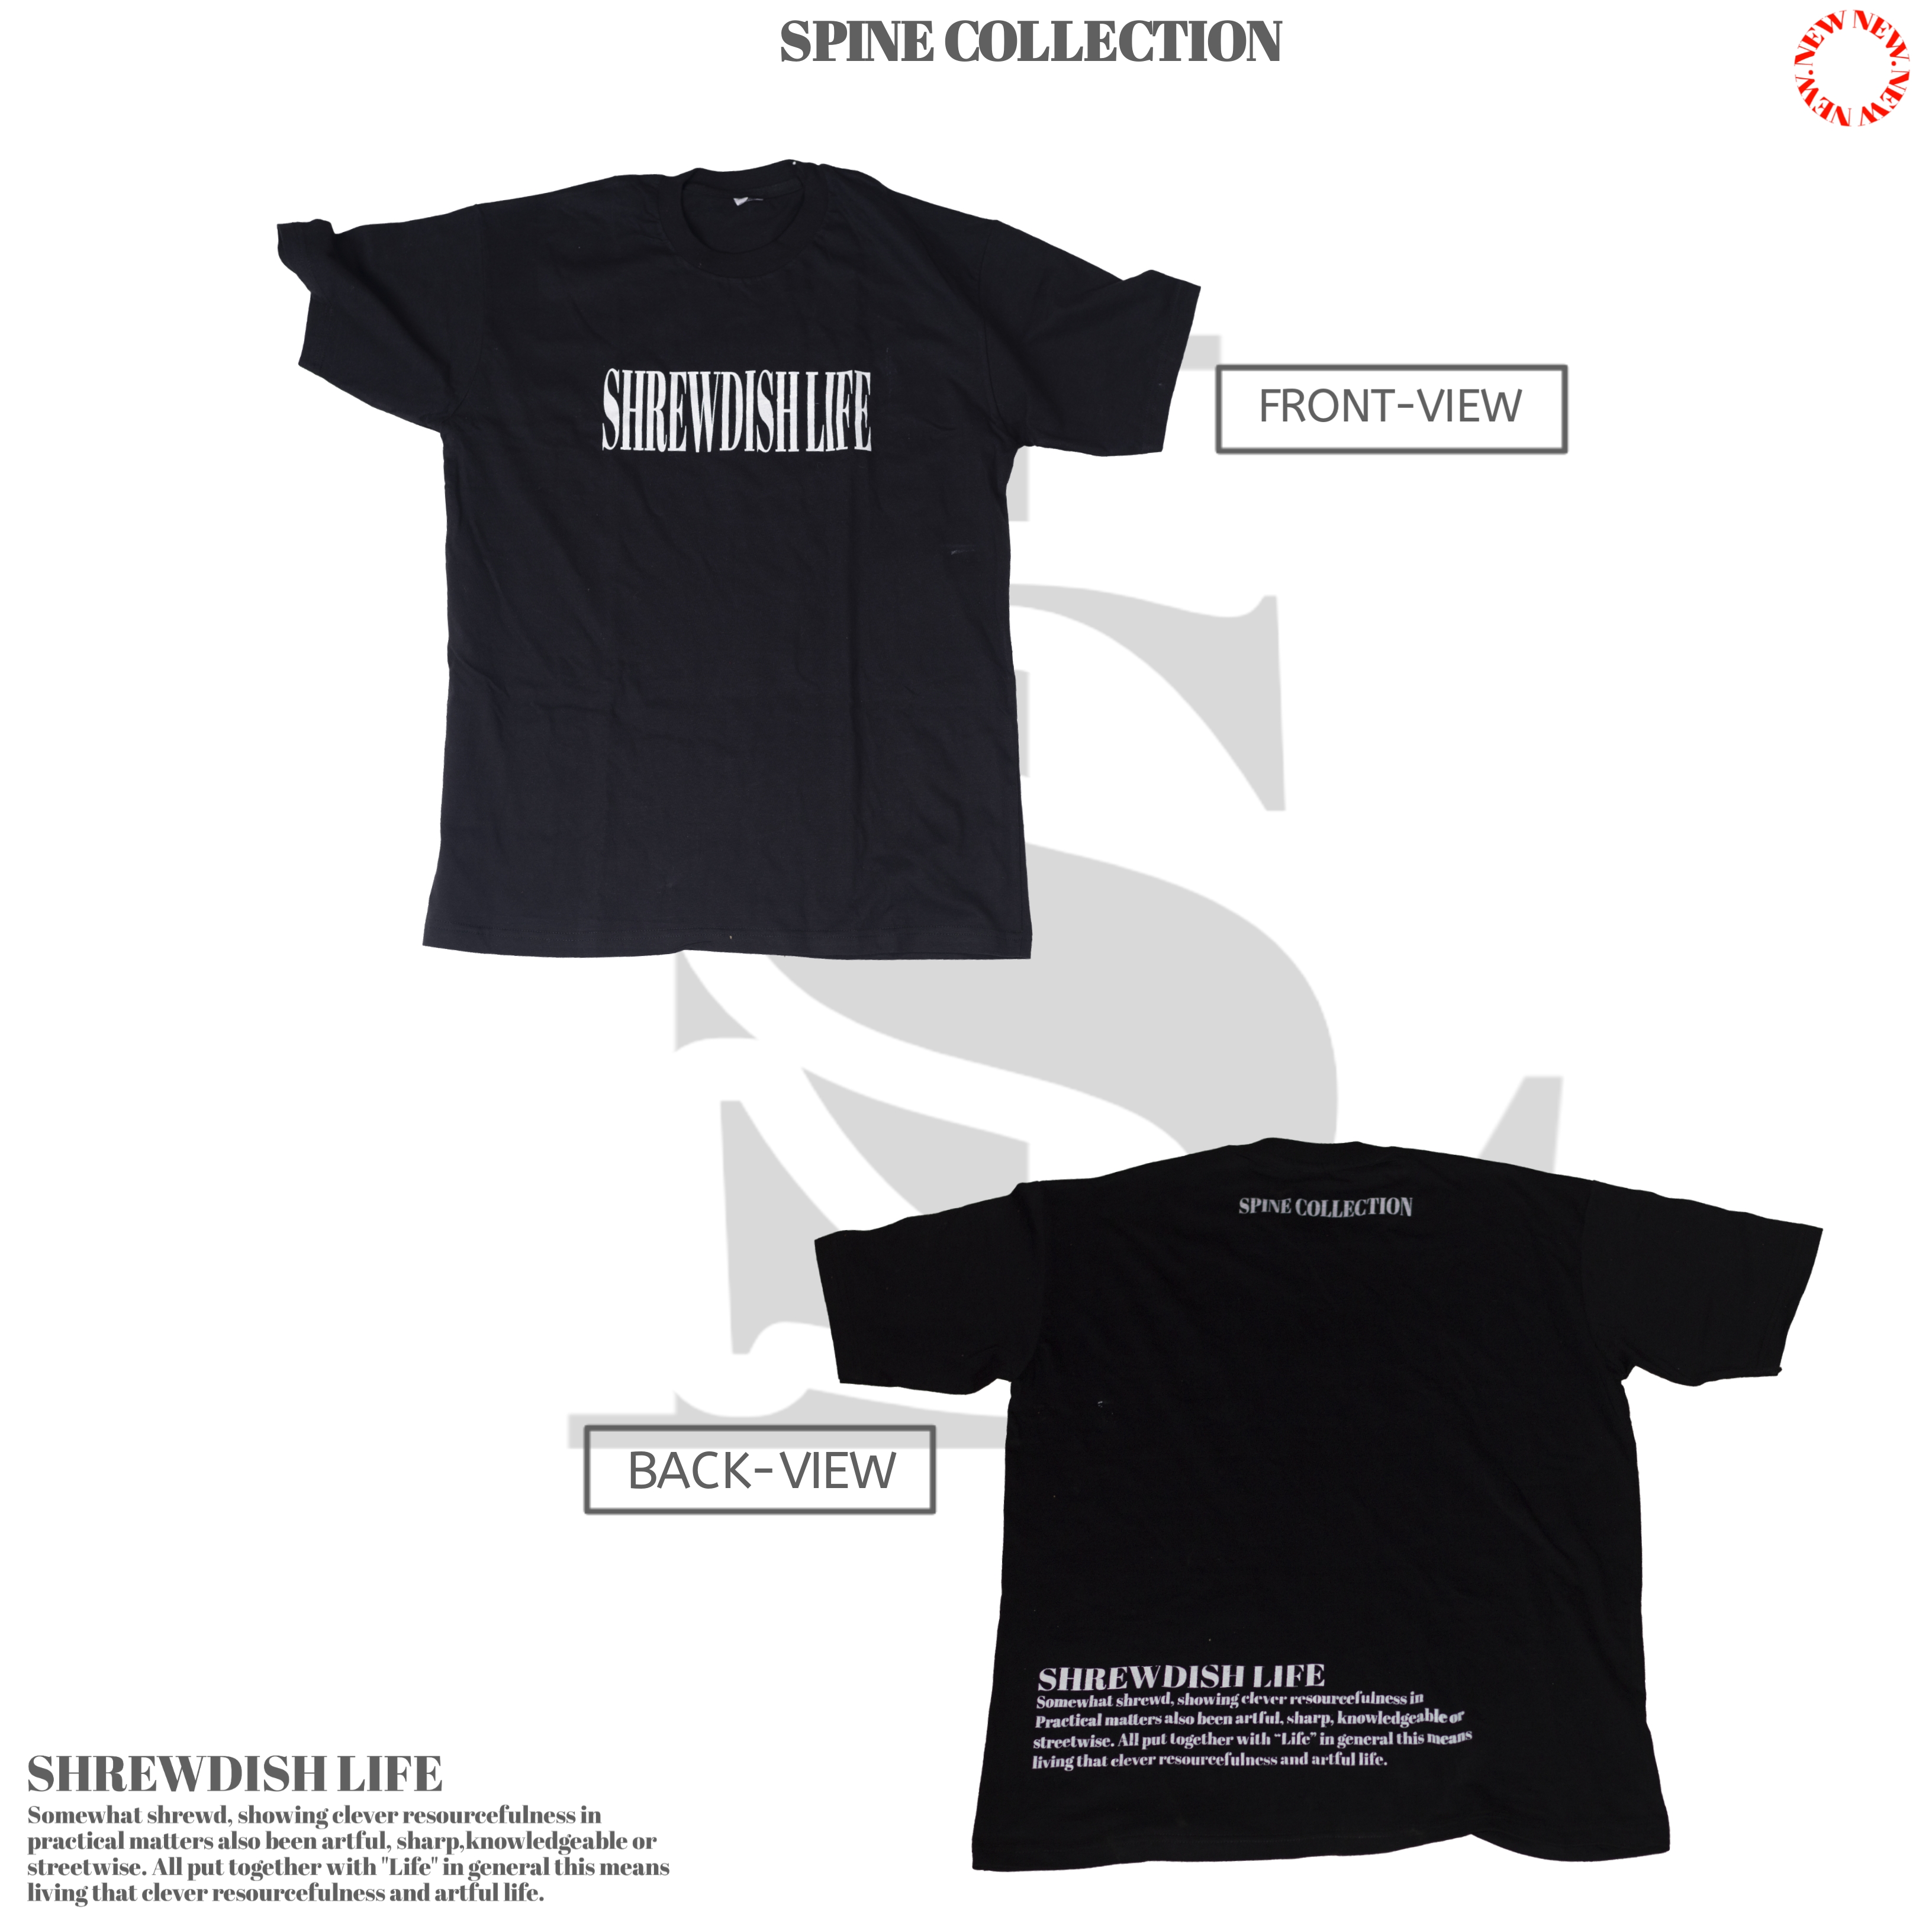 SPINE COLLECTION
NEW NEW. NEW NEW. NEW NEW.
SHREWDISH LIFE
FRONT-VIEW
SPINE COLLECTION
BACK-VIEW
SHREWDISH LIFE
Somewhat shrewd, showing clever resourcefulness in
Practical matters also been artful, sharp, knowledgeable or
streetwise. All put together with "Life" in general this means
living that clever resourcefulness and artful life.
SHREWDISH LIFE
Somewhat shrewd, showing clever resourcefulness in
practical matters also been artful, sharp,knowledgeable or
streetwise. All put together with "Life" in general this means
living that clever resourcefulness and artful life.